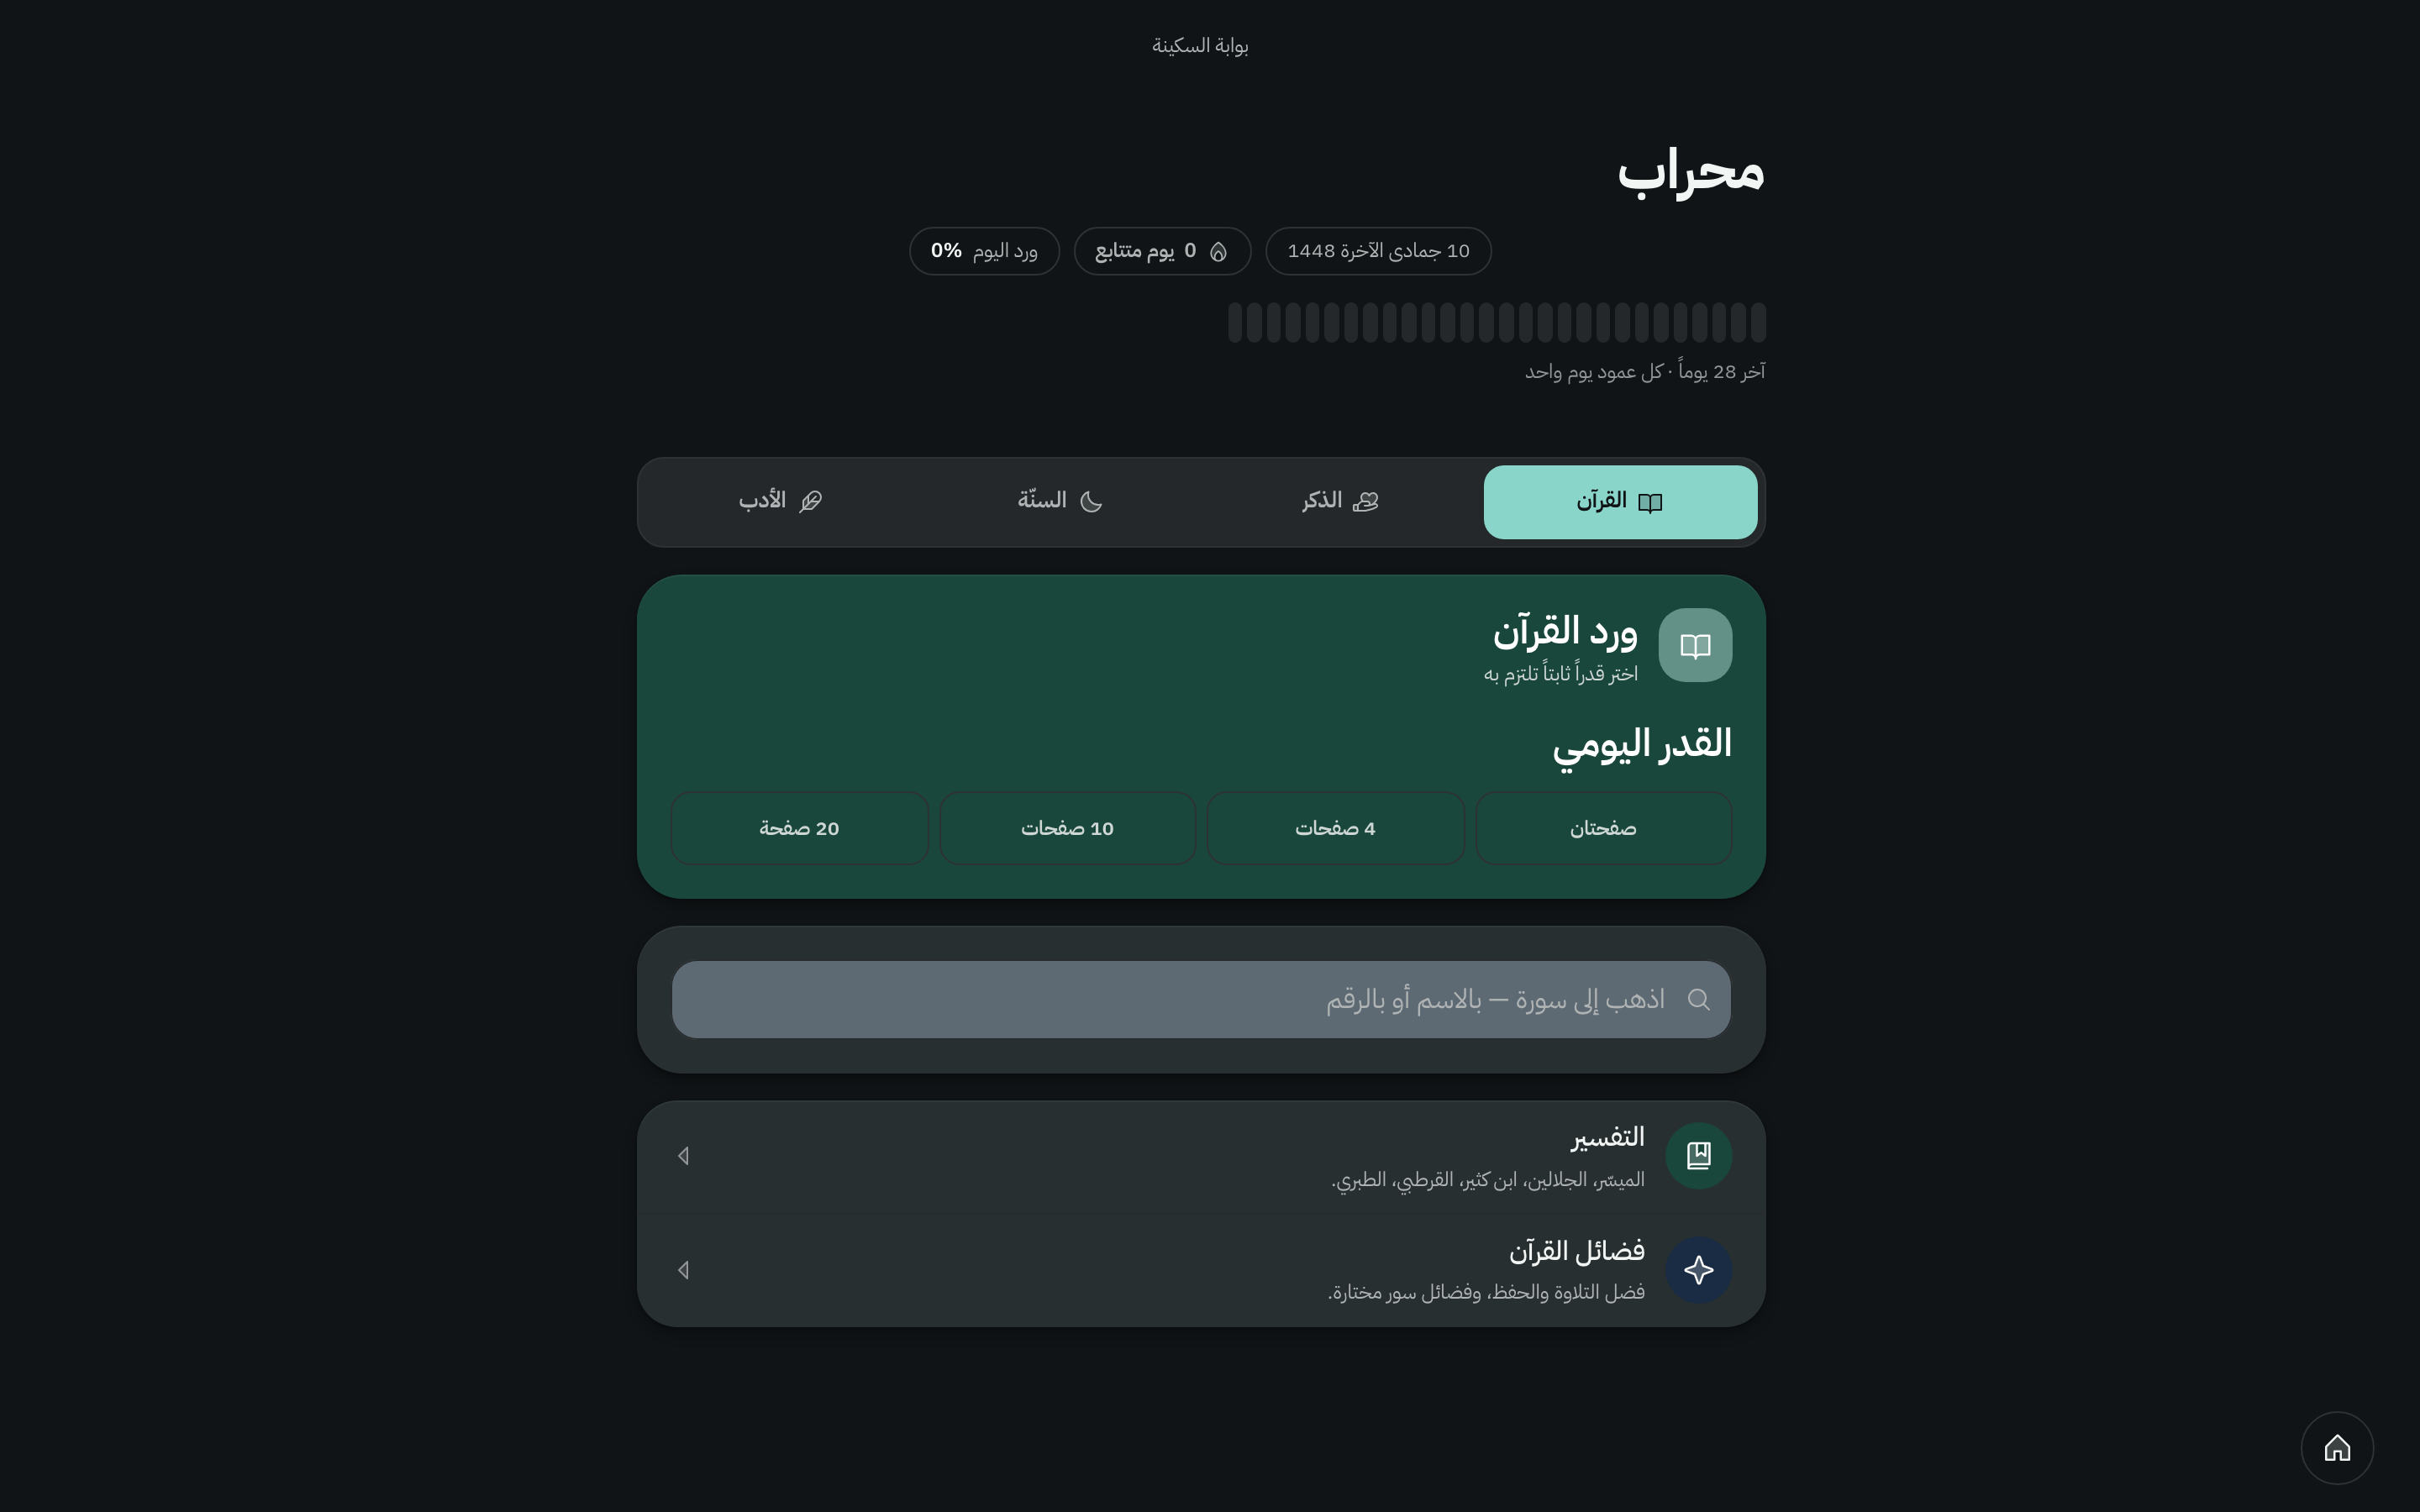 بوابة السكينة
محراب
10 جمادى الآخرة 1448
0 يوم متتابع
ورد اليوم 0%
آخر 28 يوماً · كل عمود يوم واحد
القرآن
الذكر
السنّة
الأدب
ورد القرآن
اختر قدراً ثابتاً تلتزم به
القدر اليومي
صفحتان
4 صفحات
10 صفحات
20 صفحة
اذهب إلى سورة — بالاسم أو بالرقم
التفسير
الميسّر، الجلالين، ابن كثير، القرطبي، الطبري.
فضائل القرآن
فضل التلاوة والحفظ، وفضائل سور مختارة.